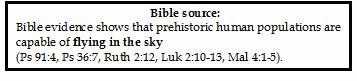 Bible source:
Bible evidence shows that prehistoric human populations are
capable of flying in the sky
(Ps 91:4, Ps 36:7, Ruth 2:12, Luk 2:10-13, Mal 4:1-5).